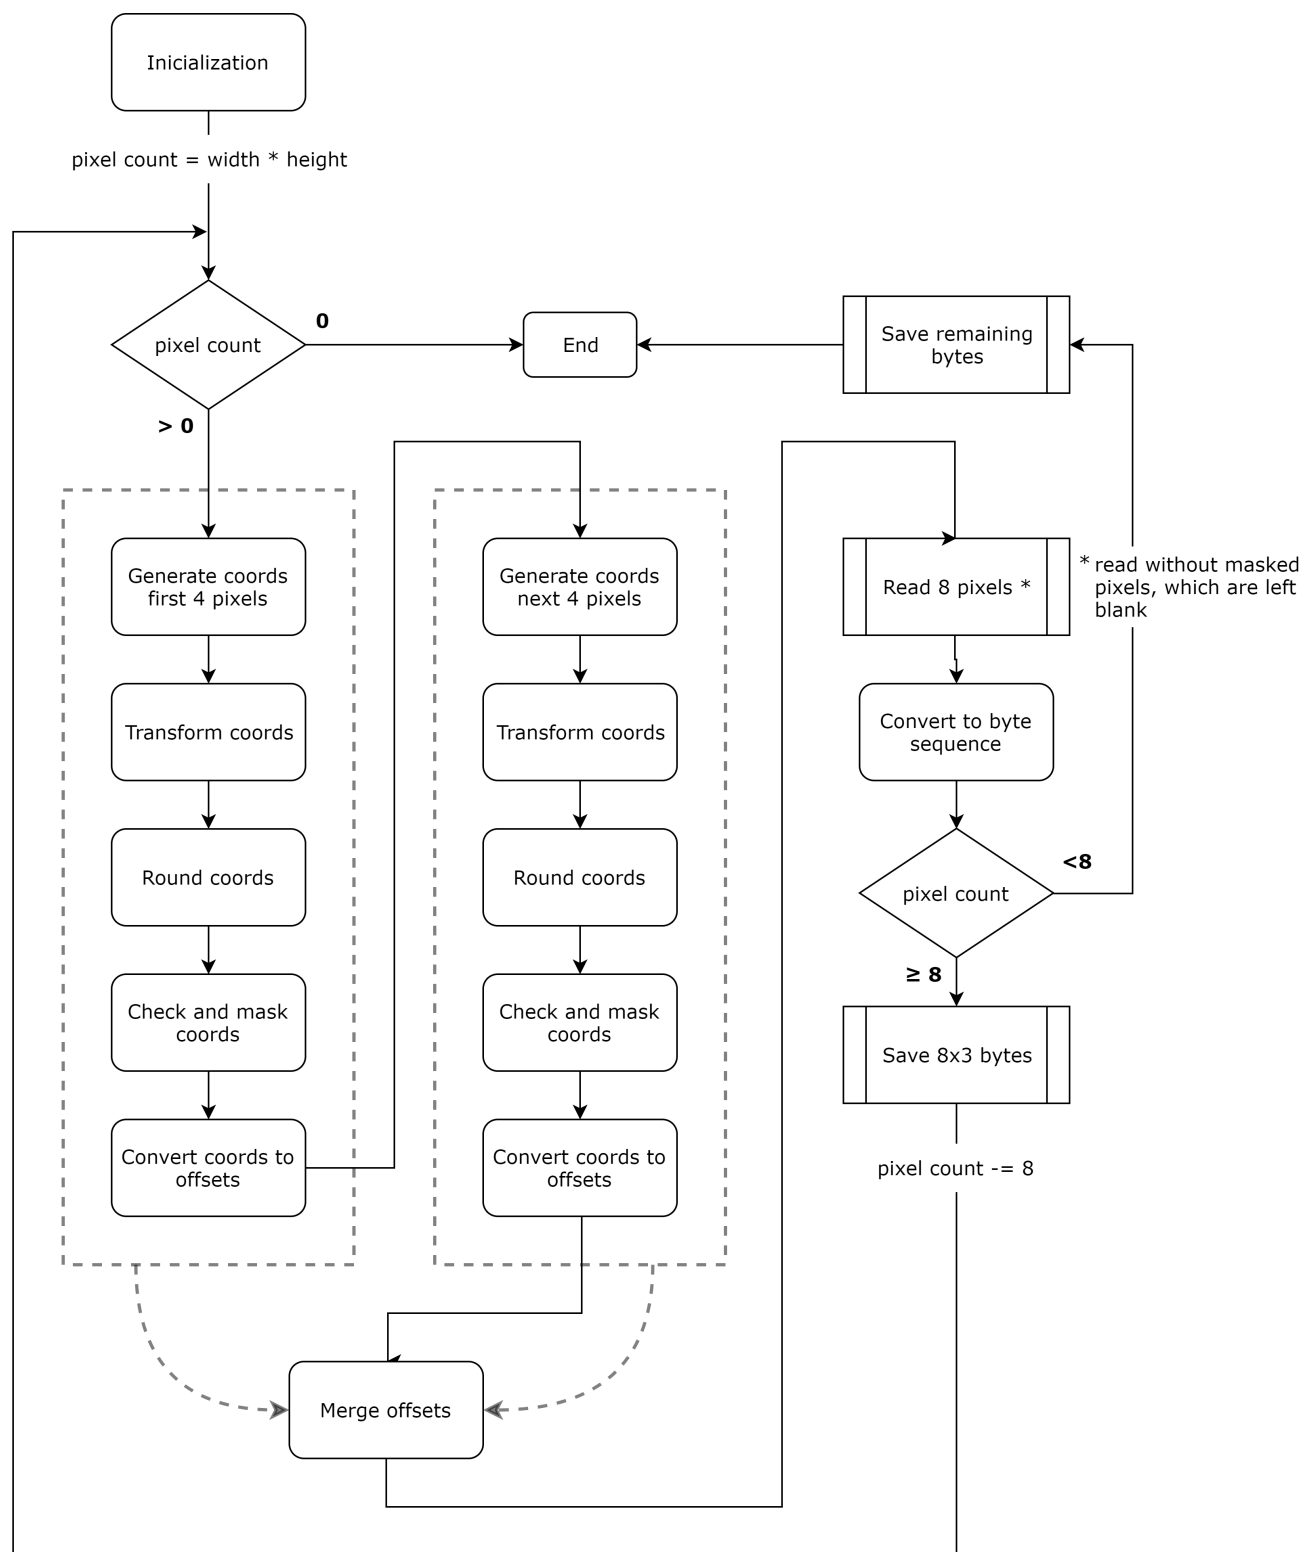 Inicialization
pixel count = width * height
pixel count
0
> 0
End
Save remaining
bytes
Generate coords
first 4 pixels
Transform coords
Round coords
Check and mask
coords
Convert coords to
offsets
Generate coords
next 4 pixels
Transform coords
Round coords
Check and mask
coords
Convert coords to
offsets
Merge offsets
Read 8 pixels *
* read without masked
pixels, which are left
blank
Convert to byte
sequence
pixel count
<8
≥ 8
Save 8x3 bytes
pixel count -= 8